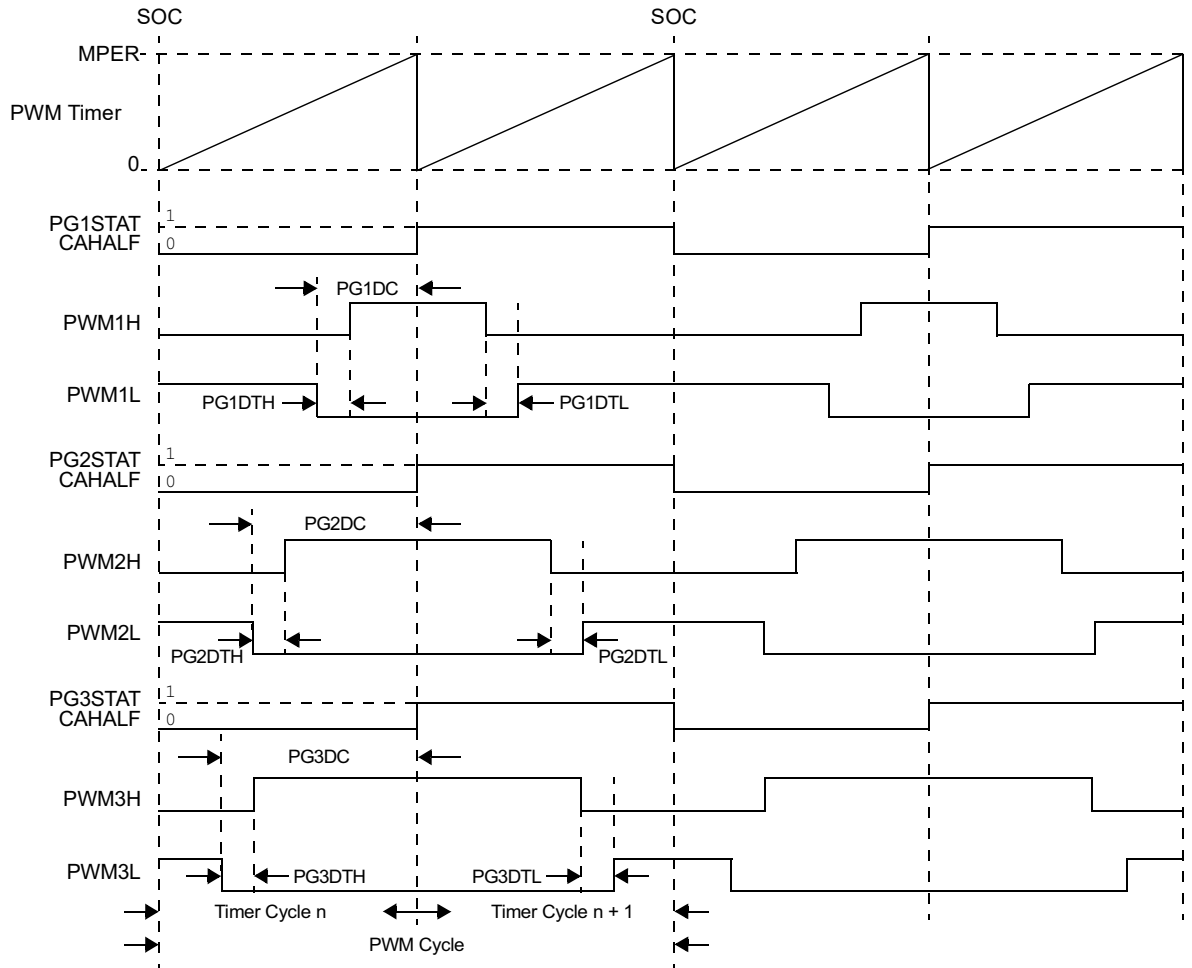 SOC SOC
MPER
PWM Timer
0
PG1STAT 1
CAHALF 0
PG1DC
PWM1H
PWM1L
PG1DTH PG1DTL
PG2STAT 1
CAHALF 0
PG2DC
PWM2H
PWM2L
PG2DTH PG2DTL
PG3STAT 1
CAHALF 0
PG3DC
PWM3H
PWM3L
PG3DTH PG3DTL
Timer Cycle n Timer Cycle n + 1
PWM Cycle